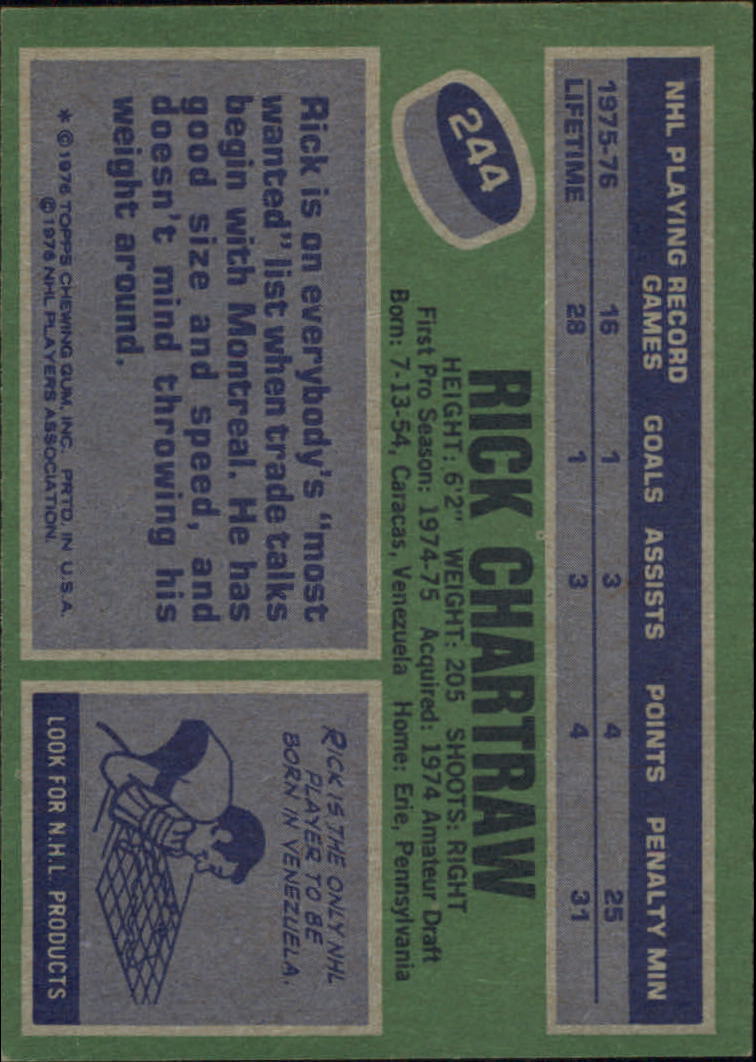 NHL PLAYING RECORD
GAMES GOALS ASSISTS POINTS PENALTY MIN
1975-76 16 1 3 4 25
LIFETIME 28 1 3 4 31
244
RICK CHARTRAW
HEIGHT: 6'2" WEIGHT: 205 SHOOTS: RIGHT
First Pro Season: 1974-75 Acquired: 1974 Amateur Draft
Born: 7-13-54, Caracas, Venezuela Home: Erie, Pennsylvania
Rick is on everybody's "most
wanted" list when trade talks
begin with Montreal. He has
good size and speed, and
doesn't mind throwing his
weight around.
* ©1976 TOPPS CHEWING GUM, INC. PRTD. IN U.S.A.
©1976 NHL PLAYERS ASSOCIATION.
RICK IS THE ONLY NHL
PLAYER TO BE
BORN IN VENEZUELA.
LOOK FOR N.H.L. PRODUCTS